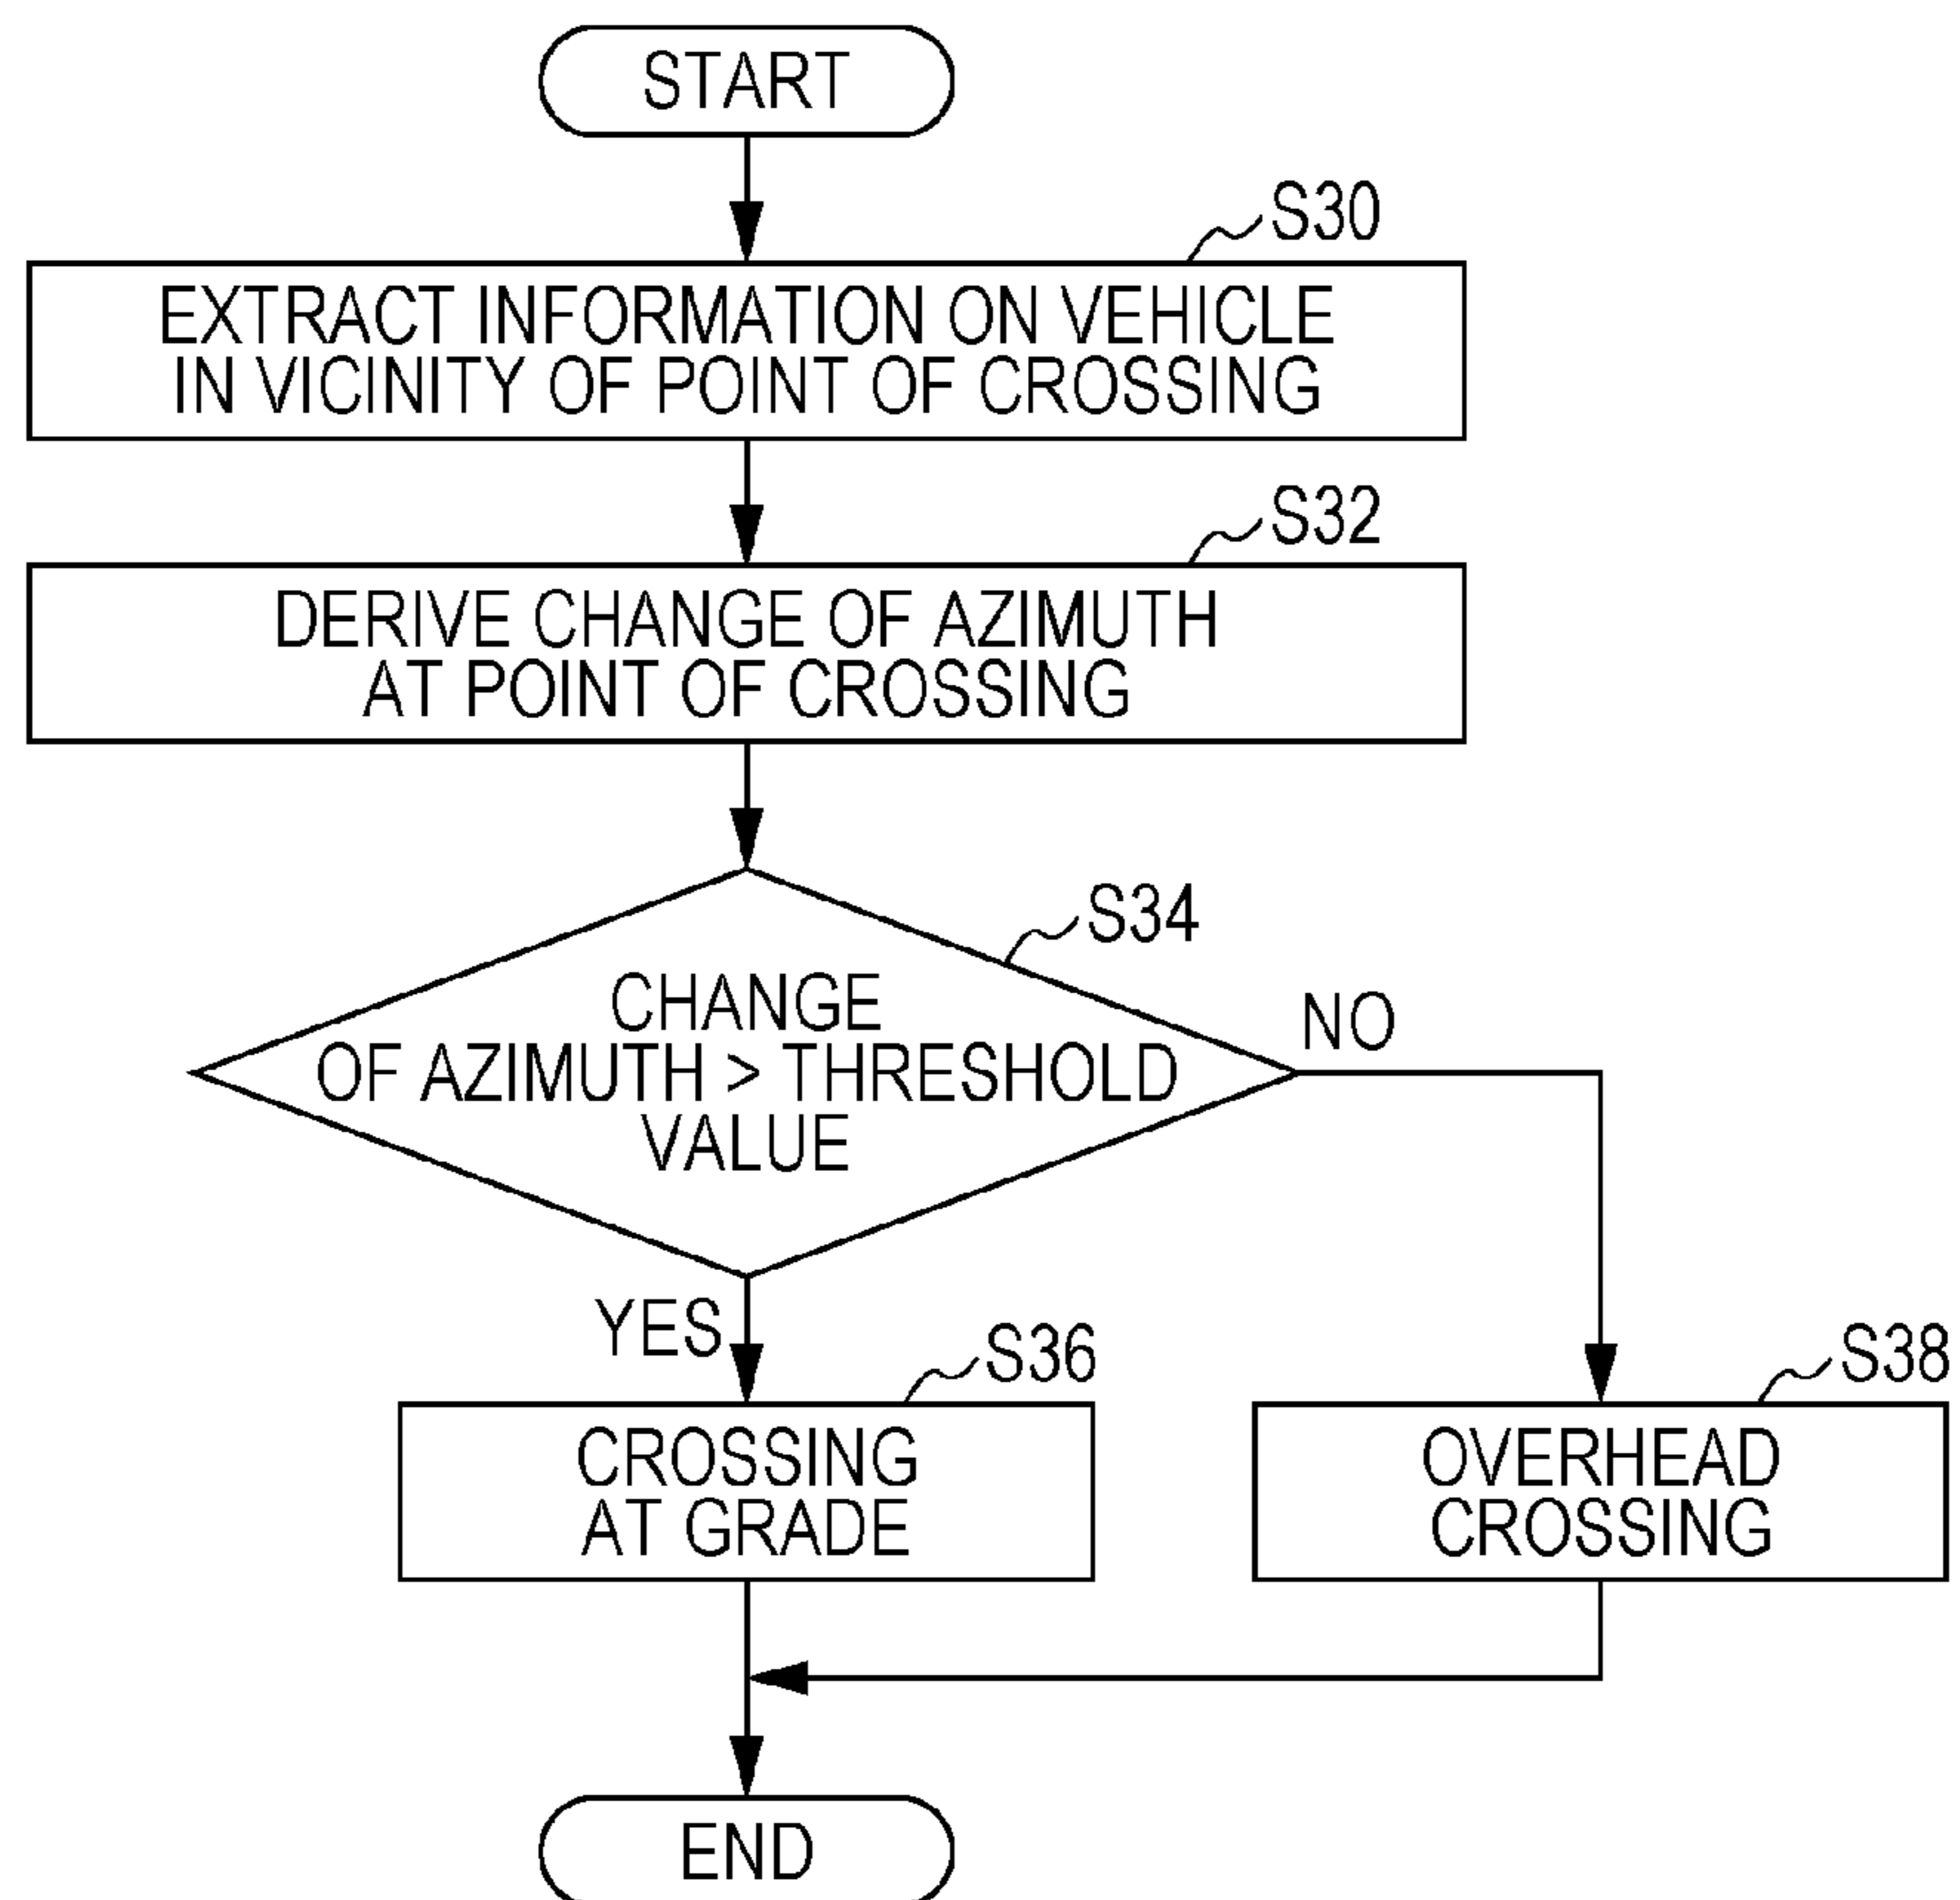 START
S30
EXTRACT INFORMATION ON VEHICLE
IN VICINITY OF POINT OF CROSSING
S32
DERIVE CHANGE OF AZIMUTH
AT POINT OF CROSSING
S34
CHANGE
OF AZIMUTH > THRESHOLD
VALUE
NO
YES
S36
CROSSING
AT GRADE
S38
OVERHEAD
CROSSING
END